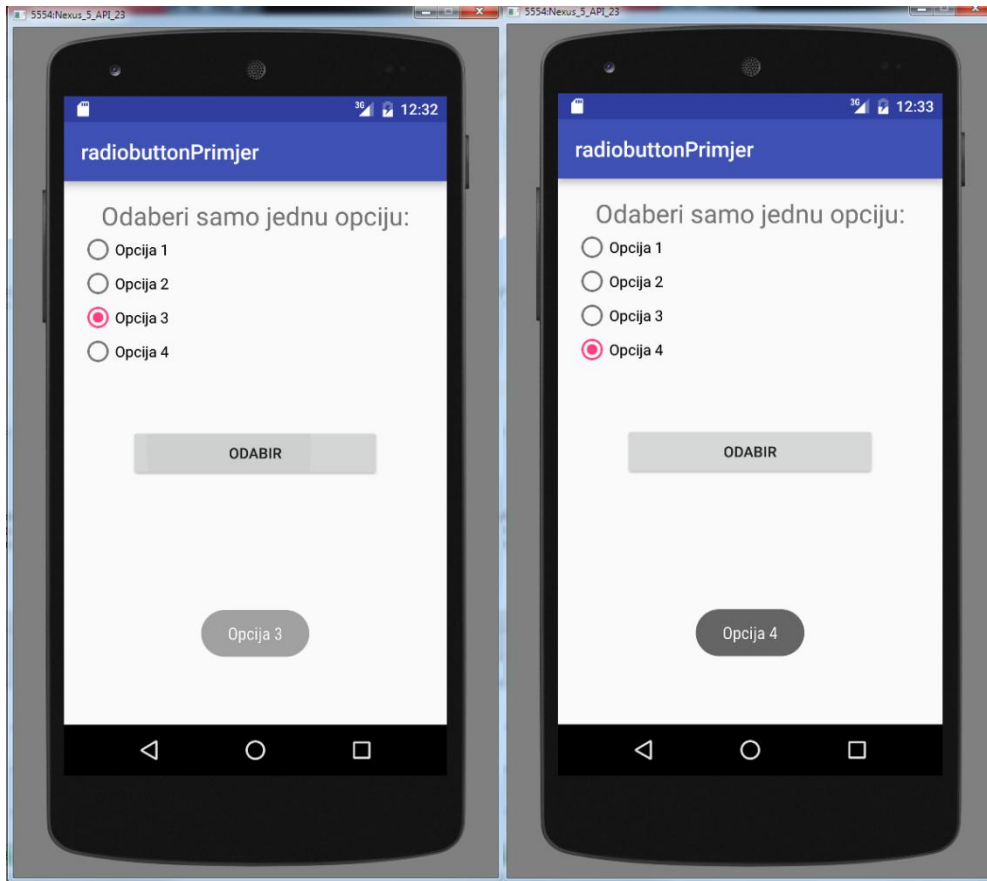 5554:Nexus_5_API_23
3G 12:32
radiobuttonPrimjer
Odaberi samo jednu opciju:
Opcija 1
Opcija 2
Opcija 3
Opcija 4
ODABIR
Opcija 3
5554:Nexus_5_API_23
3G 12:33
radiobuttonPrimjer
Odaberi samo jednu opciju:
Opcija 1
Opcija 2
Opcija 3
Opcija 4
ODABIR
Opcija 4